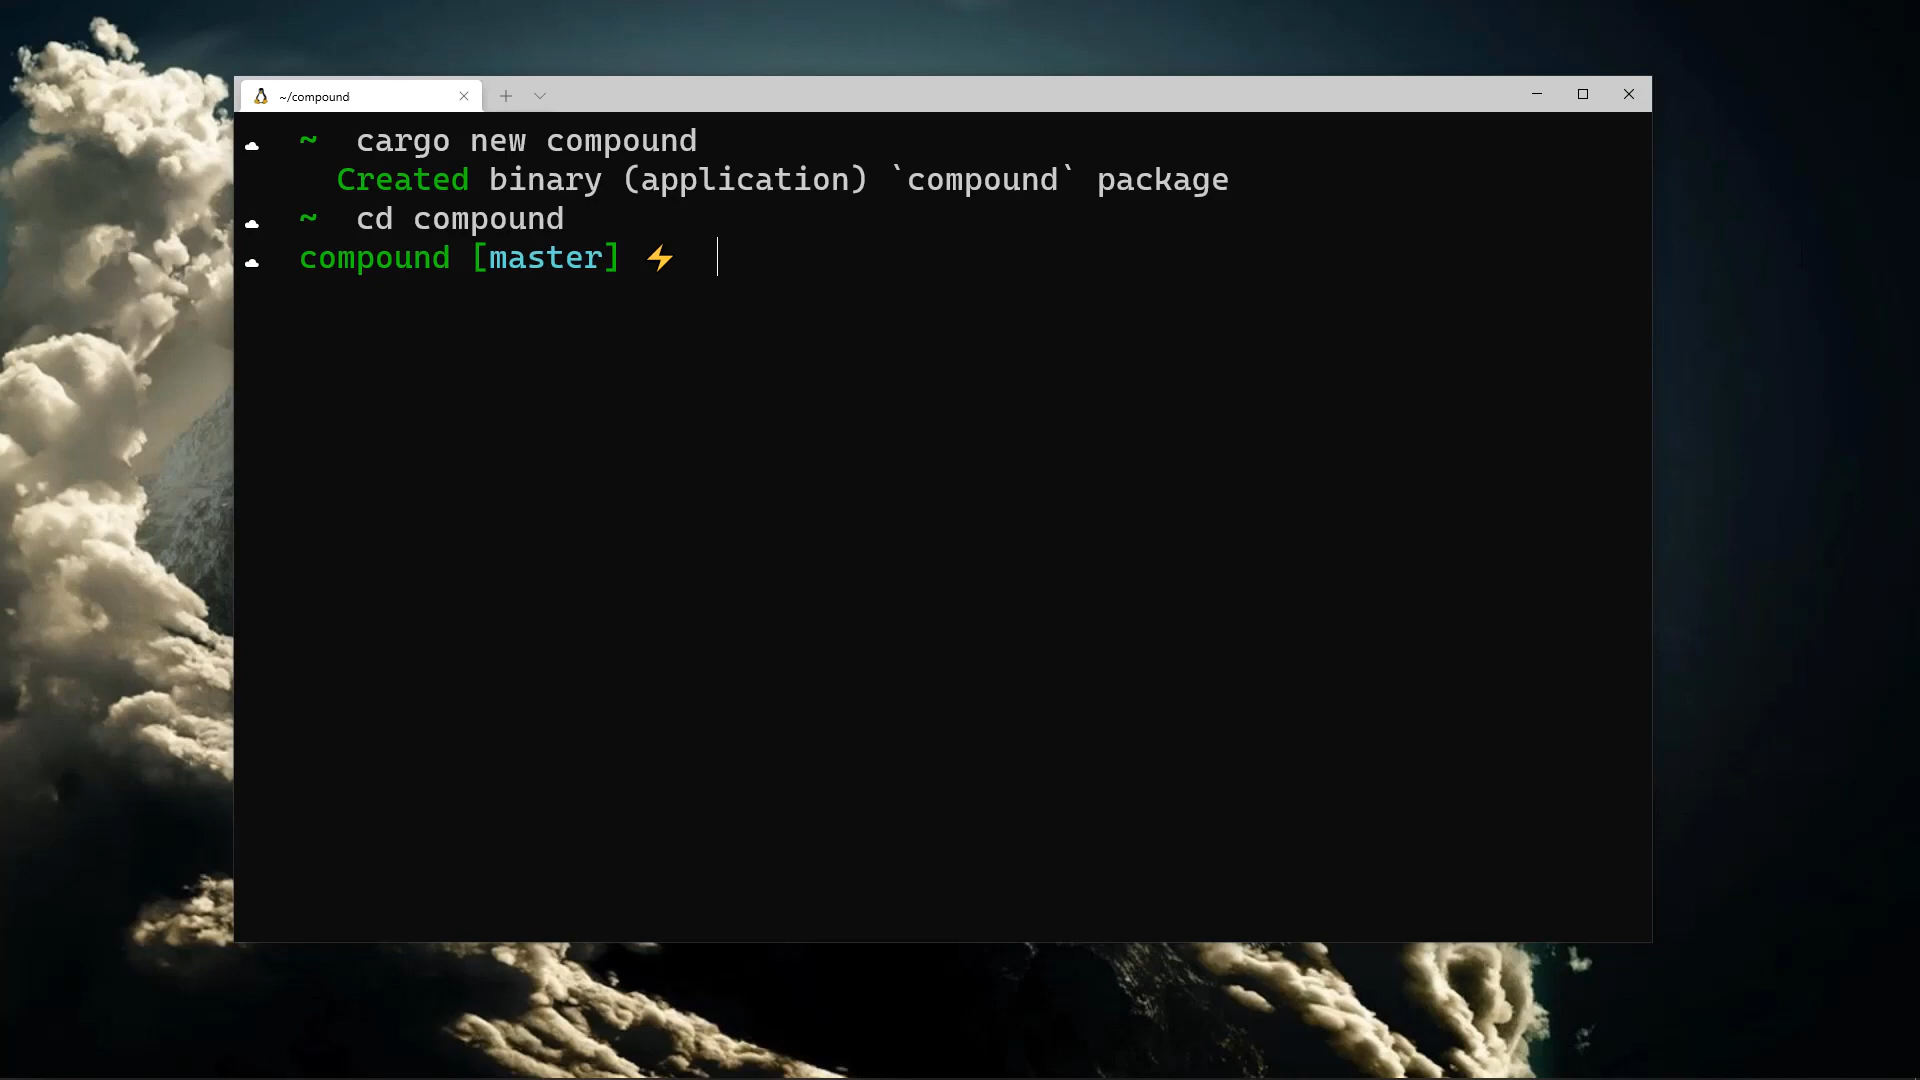 ~/compound
~ cargo new compound
Created binary (application) `compound` package
~ cd compound
compound [master] ⚡